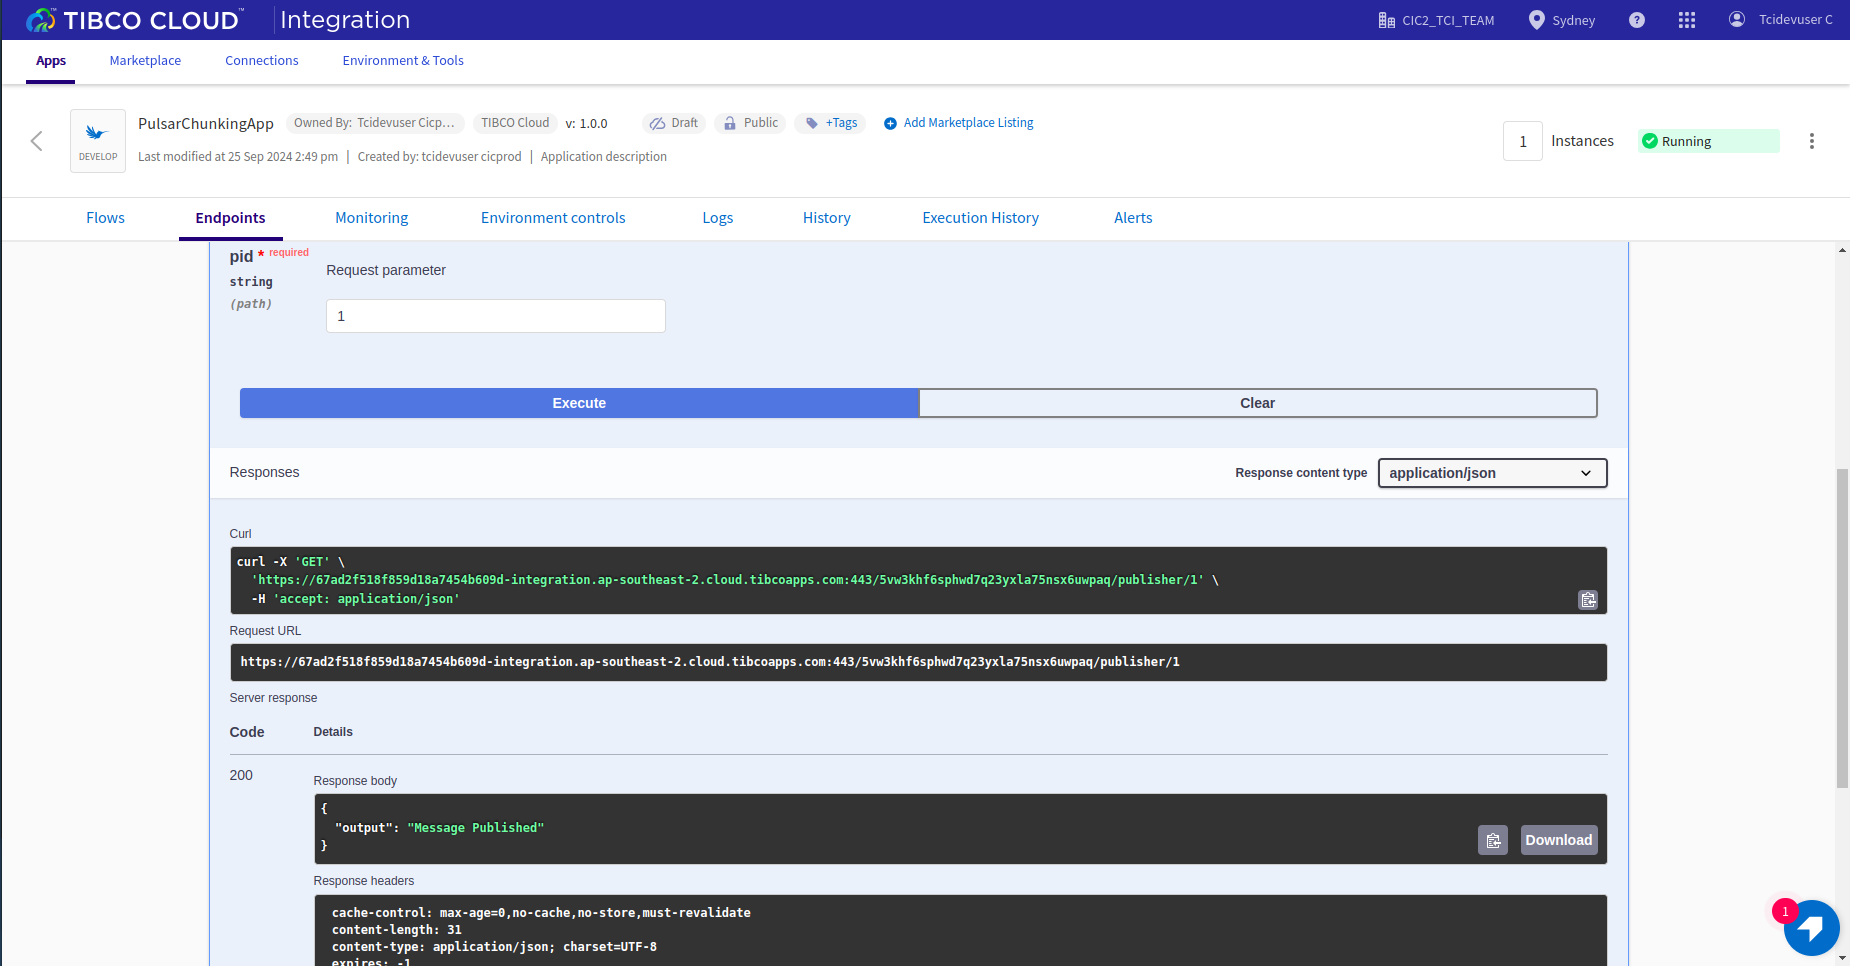 TIBCO CLOUD™ Integration
CIC2_TCI_TEAM Sydney ? Tcidevuser C
Apps Marketplace Connections Environment & Tools
PulsarChunkingApp Owned By: Tcidevuser Cicp... TIBCO Cloud v: 1.0.0 Draft Public +Tags Add Marketplace Listing
DEVELOP
Last modified at 25 Sep 2024 2:49 pm | Created by: tcidevuser cicprod | Application description
1 Instances Running
Flows Endpoints Monitoring Environment controls Logs History Execution History Alerts
pid * required
string
(path)
Request parameter
1
Execute Clear
Responses Response content type application/json
Curl
curl -X 'GET' \
'https://67ad2f518f859d18a7454b609d-integration.ap-southeast-2.cloud.tibcoapps.com:443/5vw3khf6sphwd7q23yxla75nsx6uwpaq/publisher/1' \
-H 'accept: application/json'
Request URL
https://67ad2f518f859d18a7454b609d-integration.ap-southeast-2.cloud.tibcoapps.com:443/5vw3khf6sphwd7q23yxla75nsx6uwpaq/publisher/1
Server response
Code Details
200
Response body
{
"output": "Message Published"
}
Download
Response headers
cache-control: max-age=0,no-cache,no-store,must-revalidate
content-length: 31
content-type: application/json; charset=UTF-8
expires: -1
1